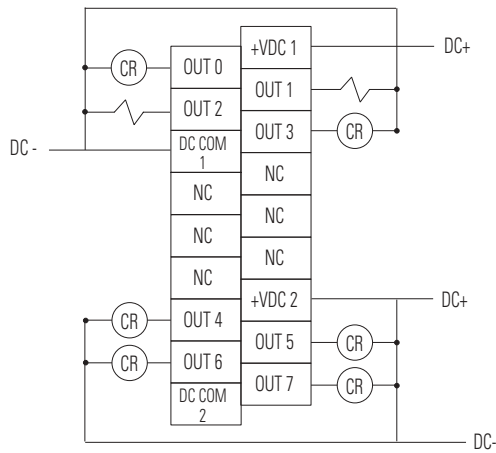 +VDC 1
DC+
CR
OUT 0
OUT 1
OUT 2
OUT 3
CR
DC -
DC COM
1
NC
NC
NC
NC
NC
NC
+VDC 2
DC+
CR
OUT 4
OUT 5
CR
CR
OUT 6
OUT 7
CR
DC COM
2
DC-